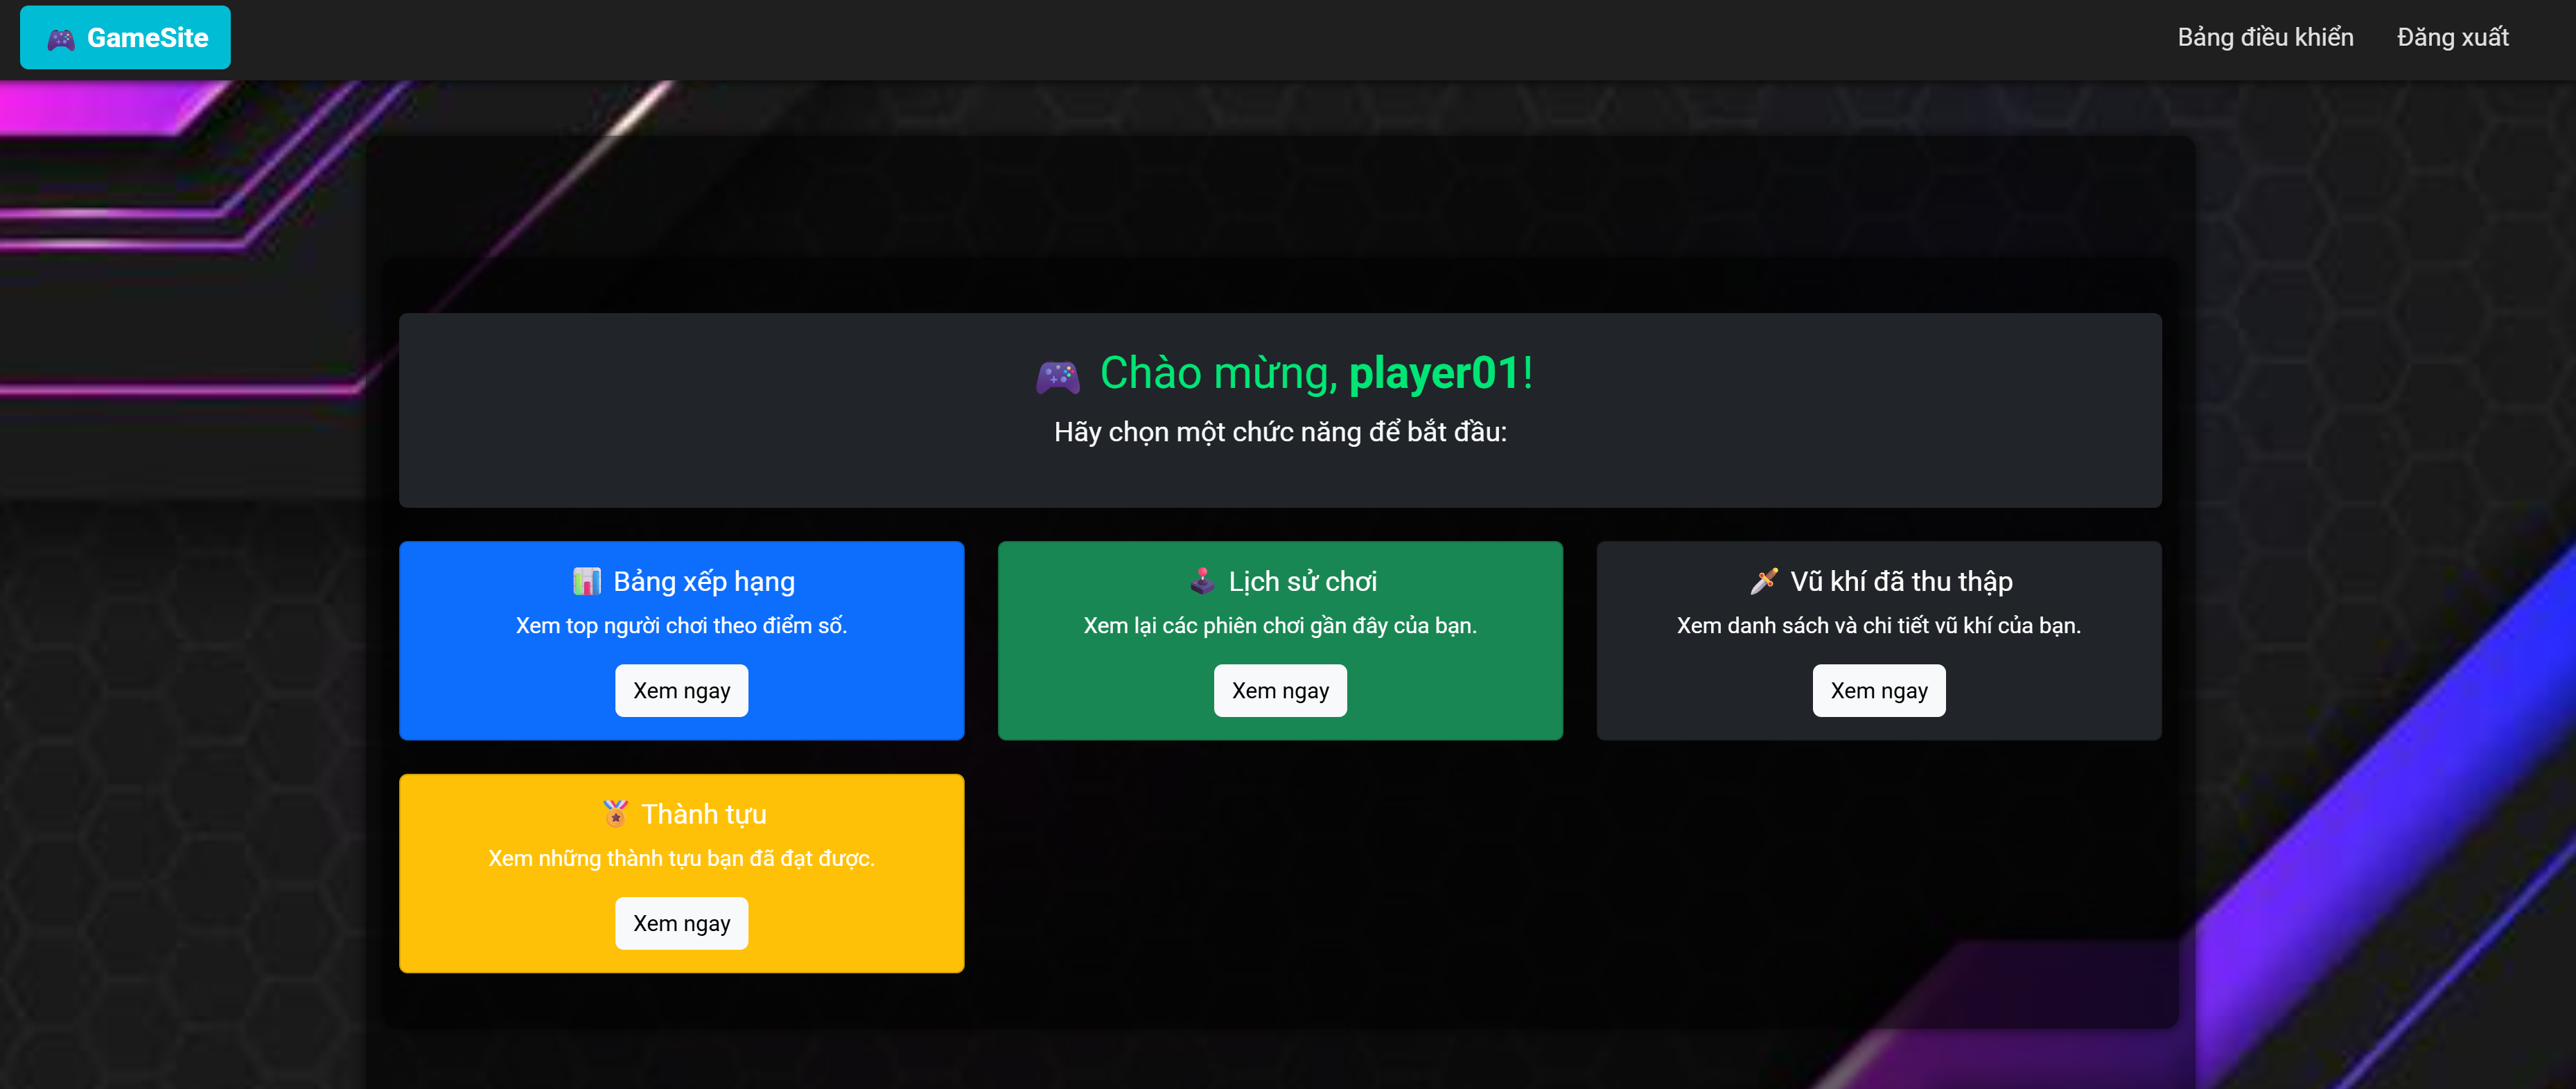 GameSite
Bảng điều khiển
Đăng xuất
Chào mừng, player01!
Hãy chọn một chức năng để bắt đầu:
Bảng xếp hạng
Xem top người chơi theo điểm số.
Xem ngay
Lịch sử chơi
Xem lại các phiên chơi gần đây của bạn.
Xem ngay
Vũ khí đã thu thập
Xem danh sách và chi tiết vũ khí của bạn.
Xem ngay
Thành tựu
Xem những thành tựu bạn đã đạt được.
Xem ngay